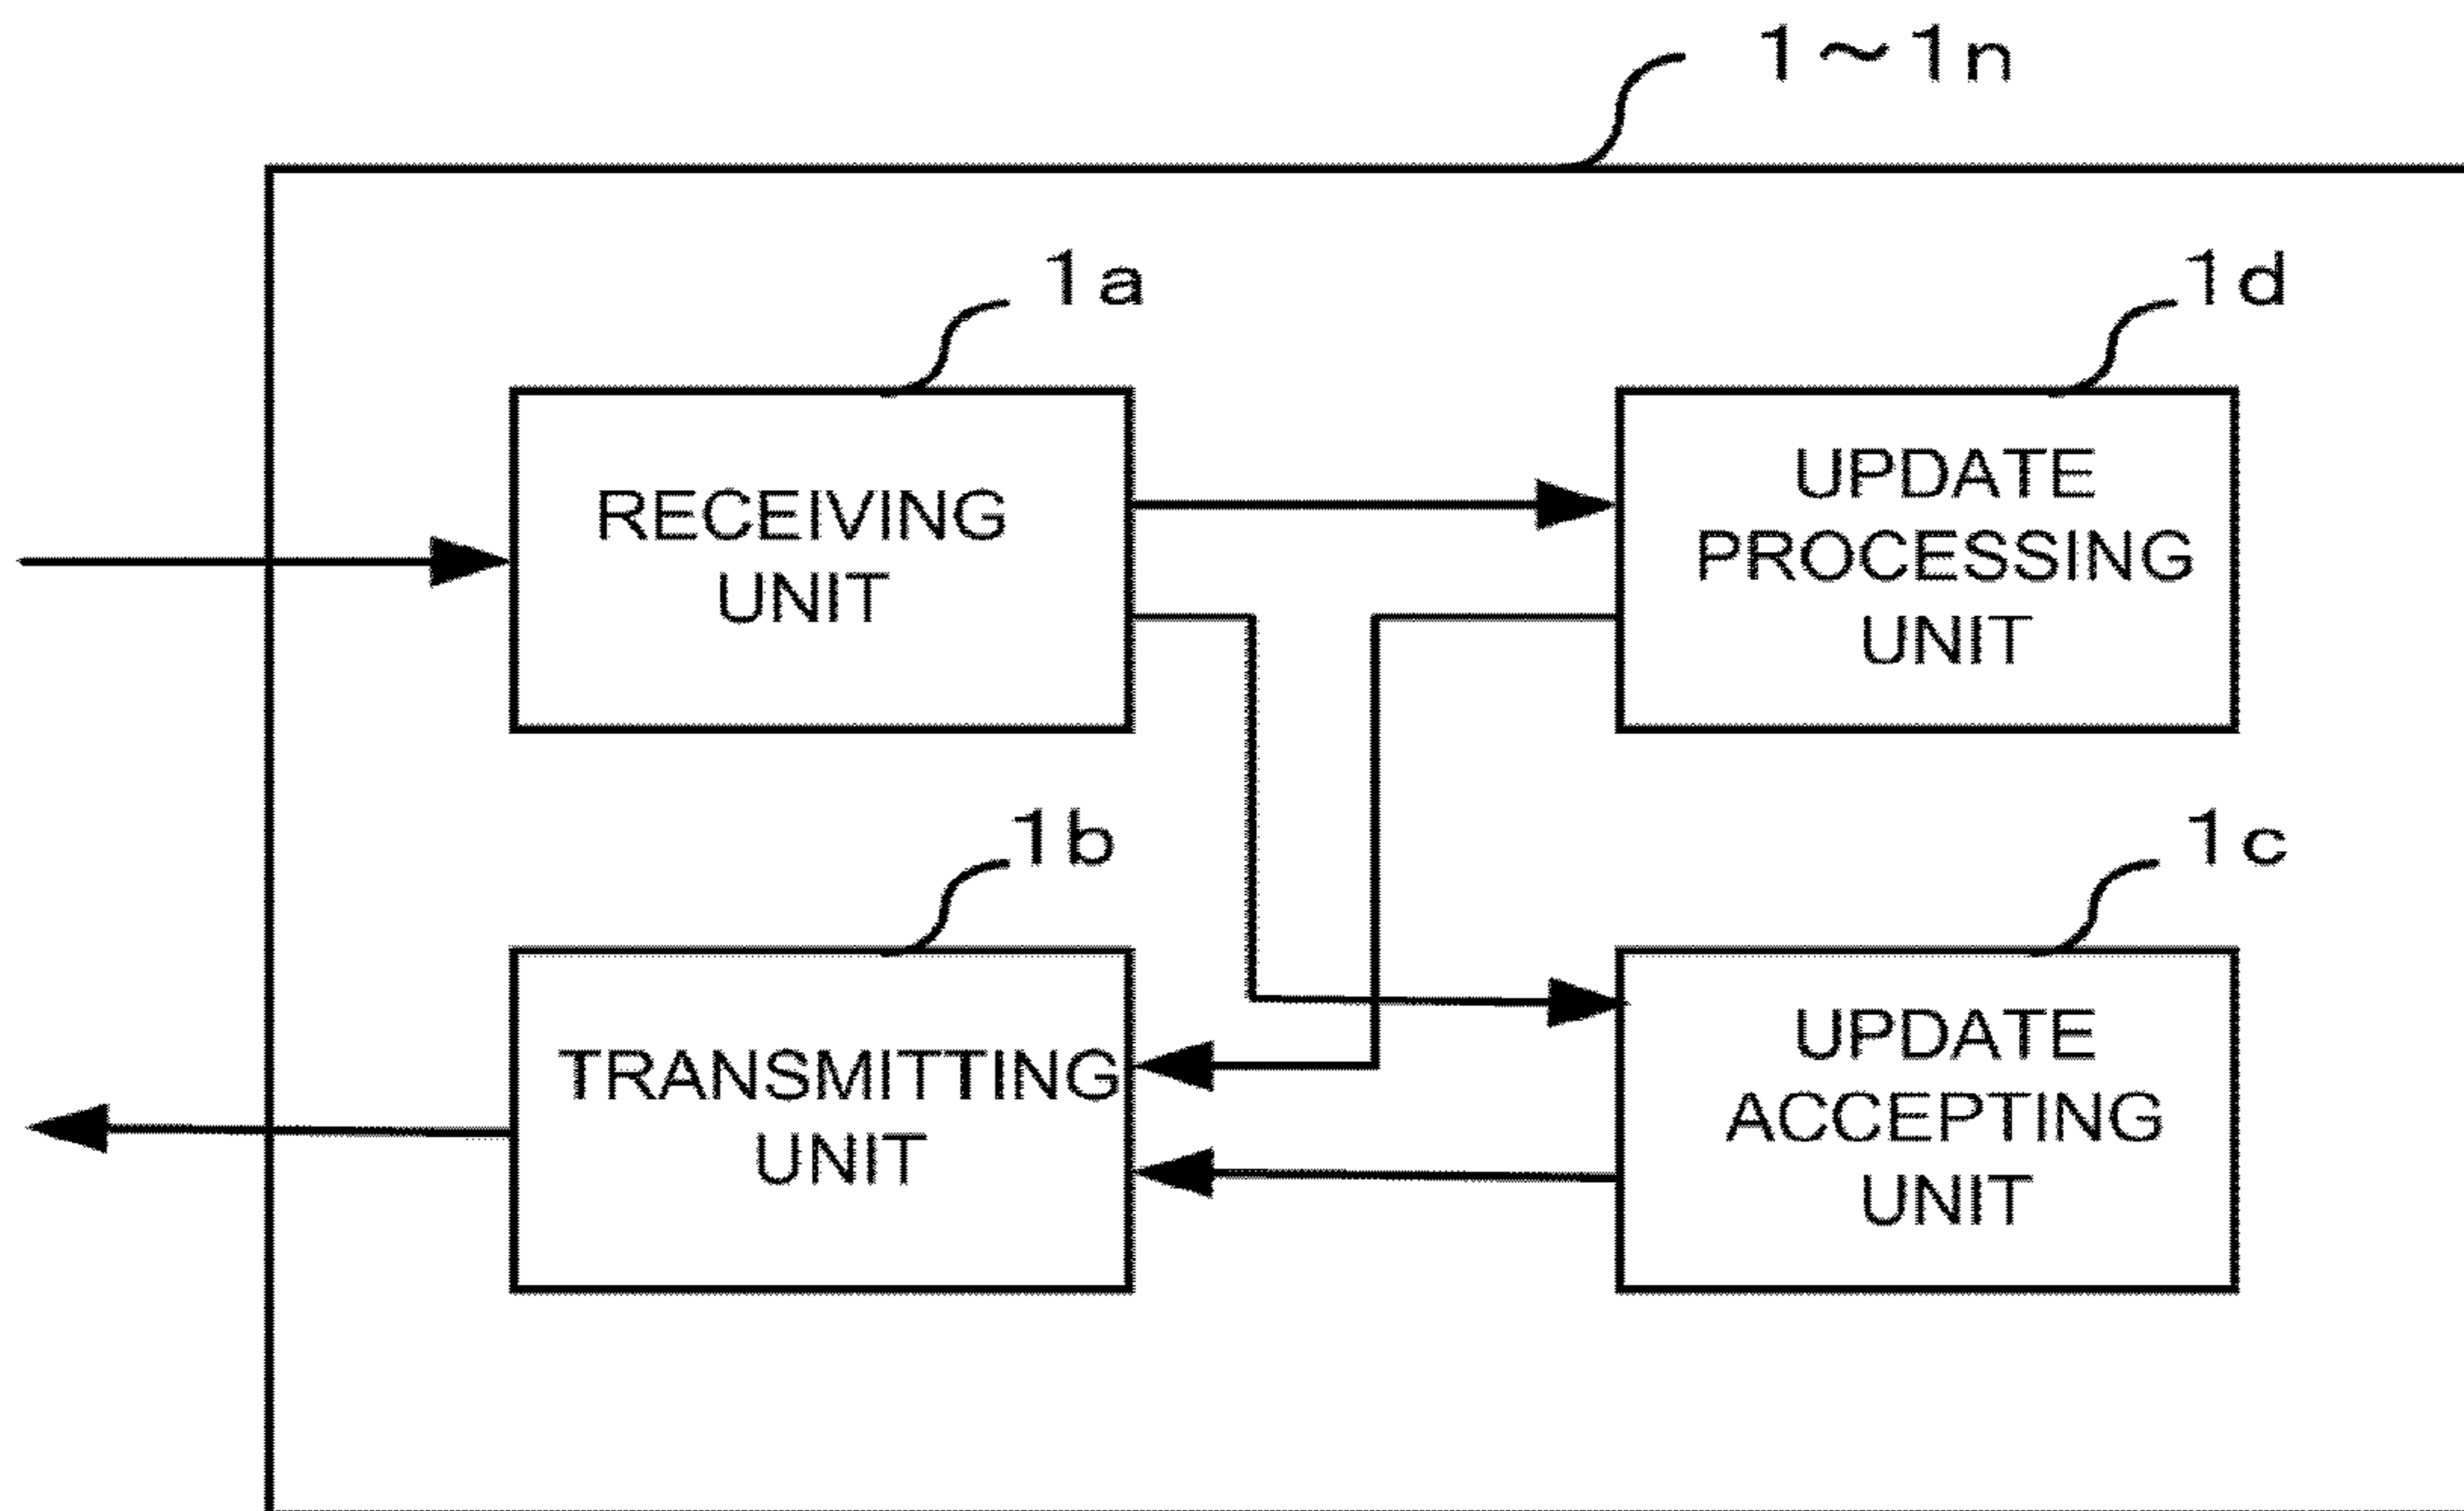 1~1n
1a
1d
RECEIVING
UNIT
UPDATE
PROCESSING
UNIT
1b
1c
TRANSMITTING
UNIT
UPDATE
ACCEPTING
UNIT